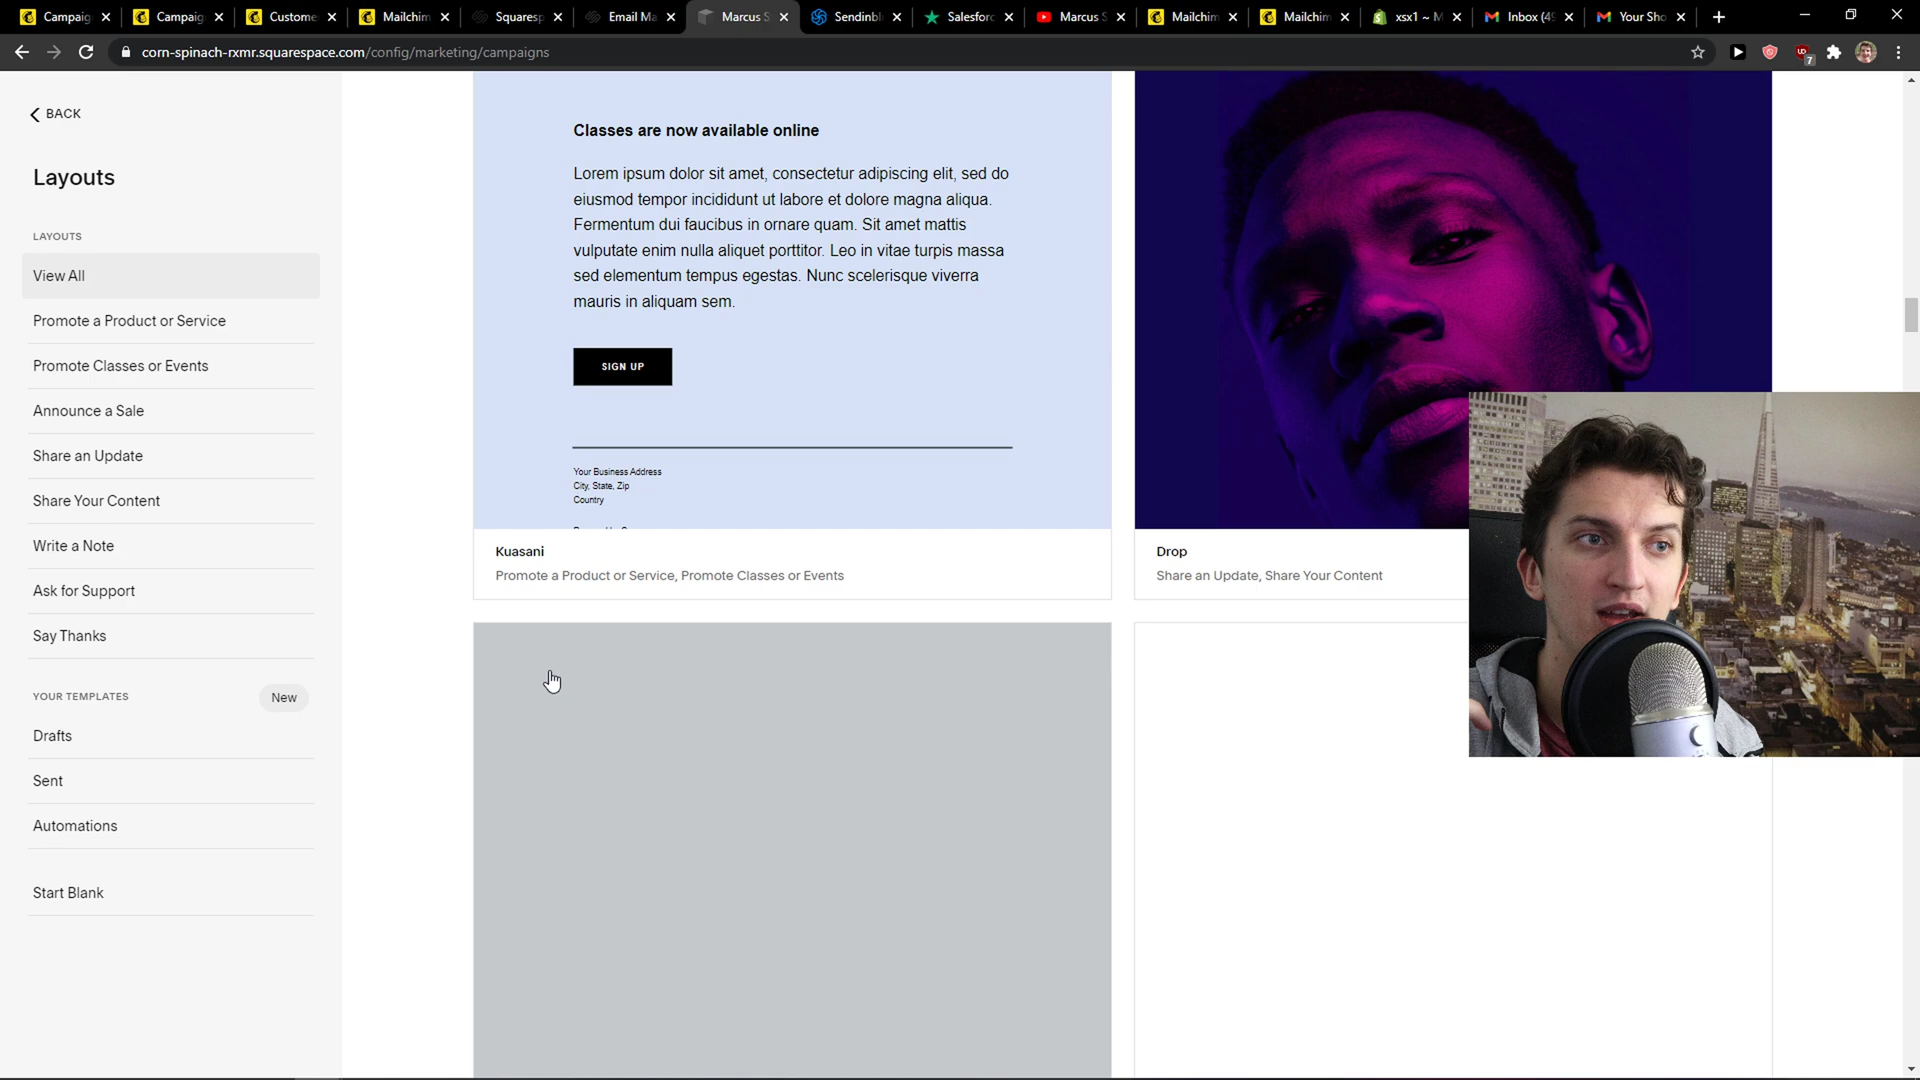 Campaig
Campaig
Custome
Mailchim
Squaresp
Email Ma
Marcus S
Sendinbl
Salesforc
Marcus S
Mailchim
Mailchim
xsx1 ~ M
Inbox (49
Your Sho
corn-spinach-rxmr.squarespace.com/config/marketing/campaigns
7
BACK
Layouts
LAYOUTS
View All
Promote a Product or Service
Promote Classes or Events
Announce a Sale
Share an Update
Share Your Content
Write a Note
Ask for Support
Say Thanks
YOUR TEMPLATES
New
Drafts
Sent
Automations
Start Blank
Classes are now available online
Lorem ipsum dolor sit amet, consectetur adipiscing elit, sed do
eiusmod tempor incididunt ut labore et dolore magna aliqua.
Fermentum dui faucibus in ornare quam. Sit amet mattis
vulputate enim nulla aliquet porttitor. Leo in vitae turpis massa
sed elementum tempus egestas. Nunc scelerisque viverra
mauris in aliquam sem.
SIGN UP
Your Business Address
City, State, Zip
Country
Kuasani
Promote a Product or Service, Promote Classes or Events
Drop
Share an Update, Share Your Content